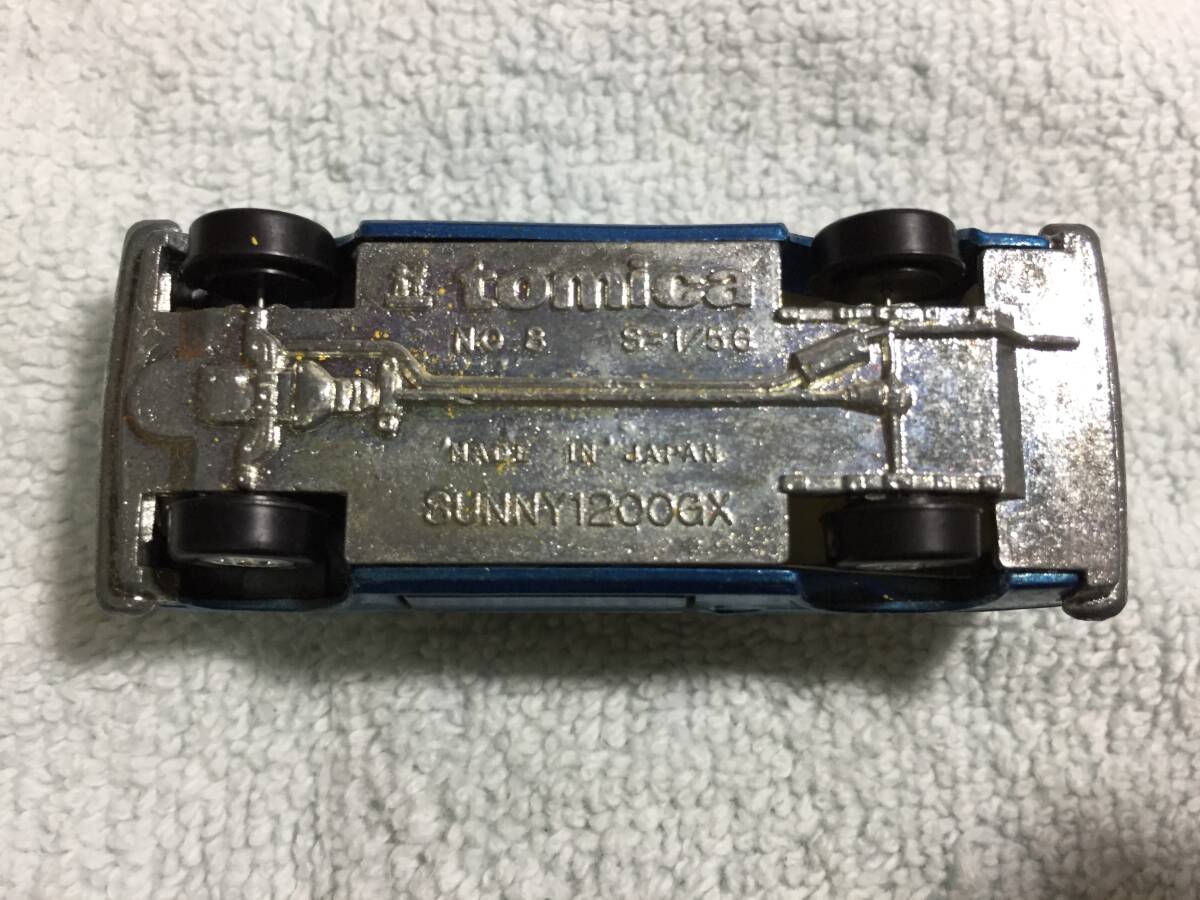 tomica
NO.8 S=1/56
MADE IN JAPAN
SUNNY1200GX